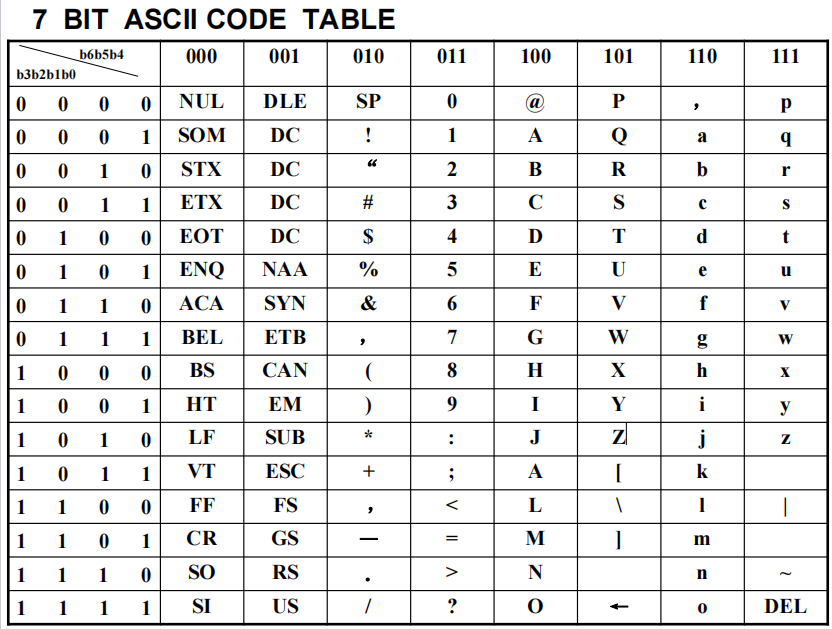 7 BIT ASCII CODE TABLE
b6b5b4 000 001 010 011 100 101 110 111
b3b2b1b0
0 0 0 0 NUL DLE SP 0 @ P , p
0 0 0 1 SOM DC ! 1 A Q a q
0 0 1 0 STX DC “ 2 B R b r
0 0 1 1 ETX DC # 3 C S c s
0 1 0 0 EOT DC $ 4 D T d t
0 1 0 1 ENQ NAA % 5 E U e u
0 1 1 0 ACA SYN & 6 F V f v
0 1 1 1 BEL ETB , 7 G W g w
1 0 0 0 BS CAN ( 8 H X h x
1 0 0 1 HT EM ) 9 I Y i y
1 0 1 0 LF SUB * : J Z j z
1 0 1 1 VT ESC + ; A [ k
1 1 0 0 FF FS , < L \ l |
1 1 0 1 CR GS — = M ] m
1 1 1 0 SO RS . > N n ~
1 1 1 1 SI US / ? O ← o DEL